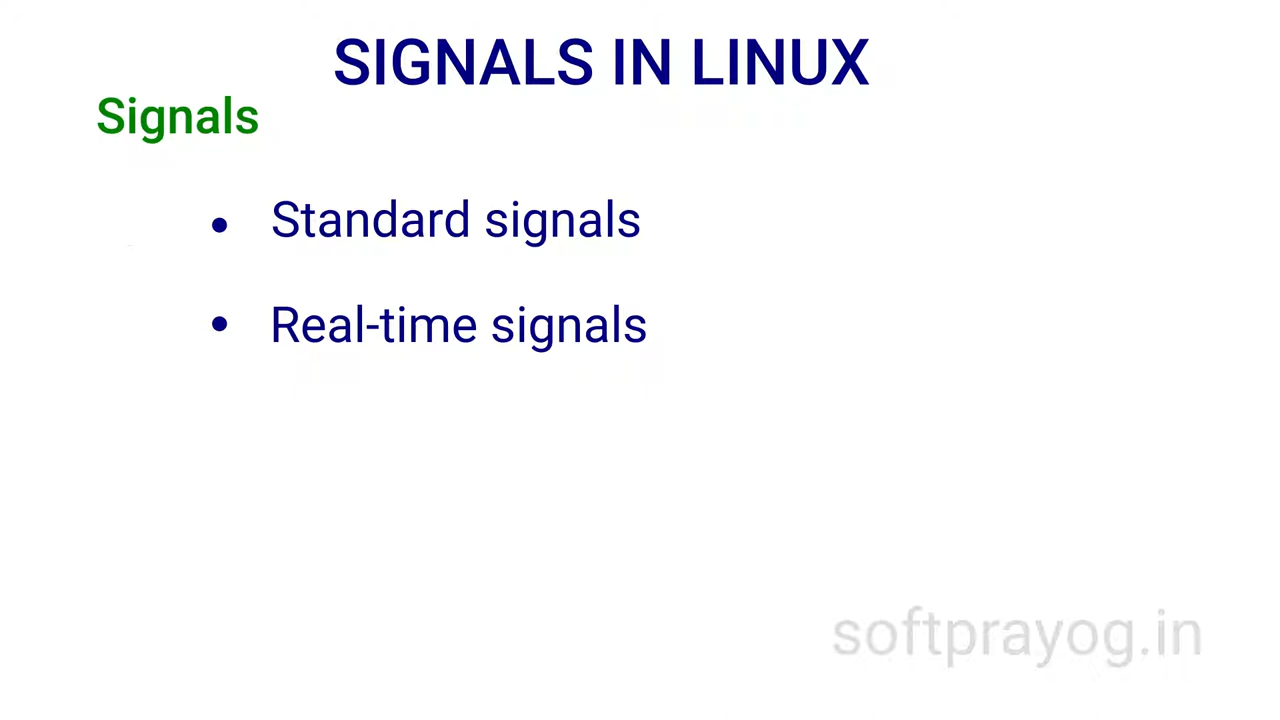 SIGNALS IN LINUX
Signals
• Standard signals
• Real-time signals
softprayog.in